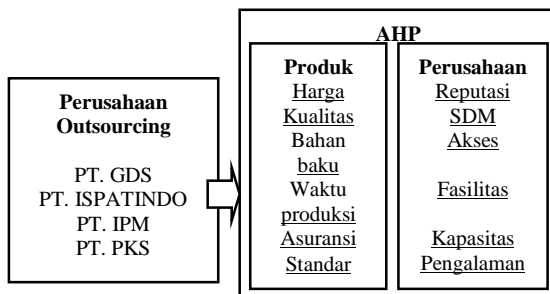 AHP
Perusahaan
Outsourcing
PT. GDS
PT. ISPATINDO
PT. IPM
PT. PKS
Produk
Harga
Kualitas
Bahan
baku
Waktu
produksi
Asuransi
Standar
Perusahaan
Reputasi
SDM
Akses
Fasilitas
Kapasitas
Pengalaman